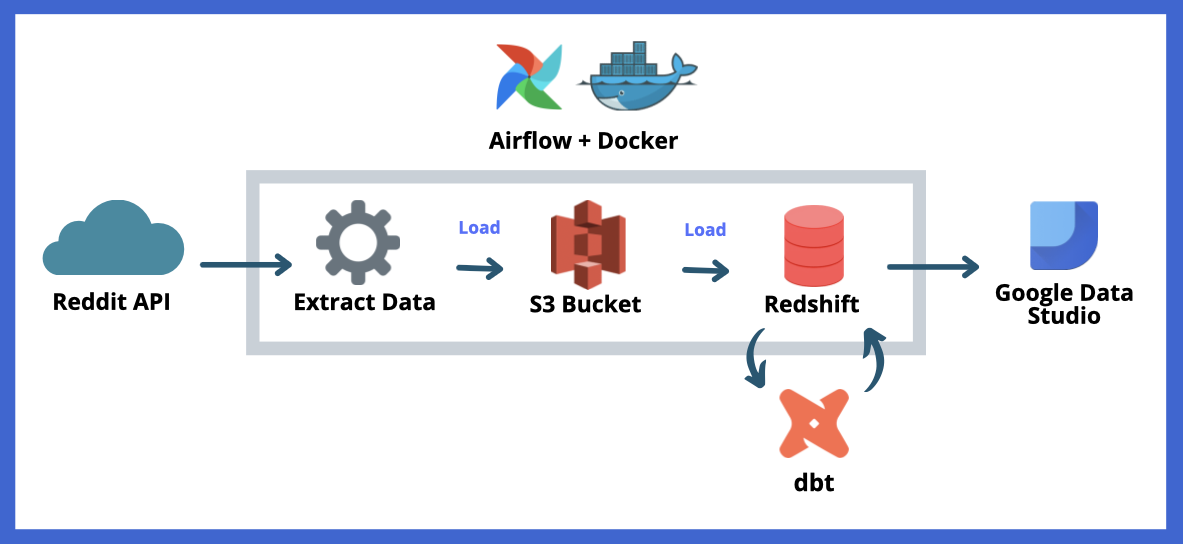 Airflow + Docker
Load
Load
Reddit API
Extract Data
S3 Bucket
Redshift
Google Data
Studio
dbt